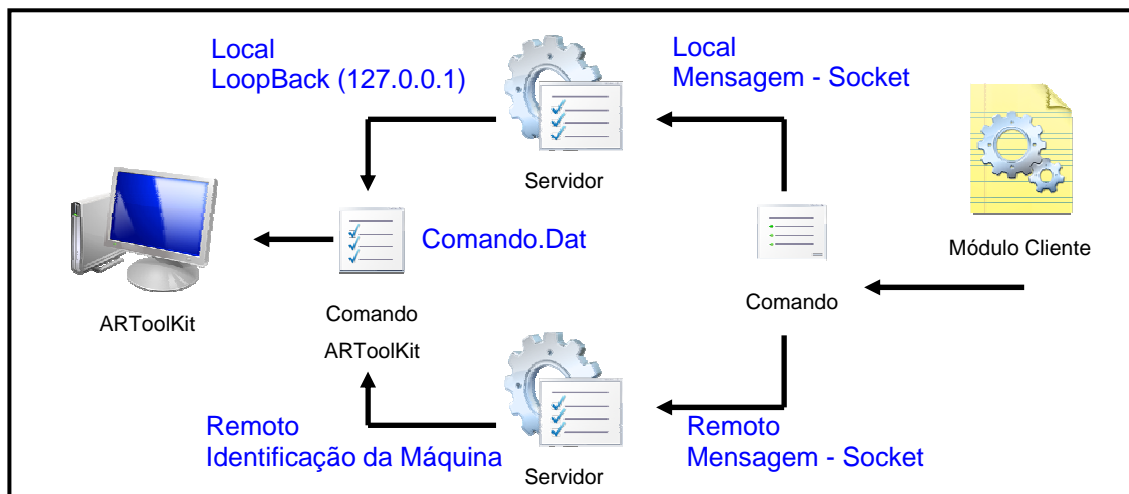 Local
LoopBack (127.0.0.1)
Local
Mensagem - Socket
Servidor
Comando.Dat
Módulo Cliente
ARToolKit
Comando
ARToolKit
Comando
Remoto
Identificação da Máquina
Servidor
Remoto
Mensagem - Socket